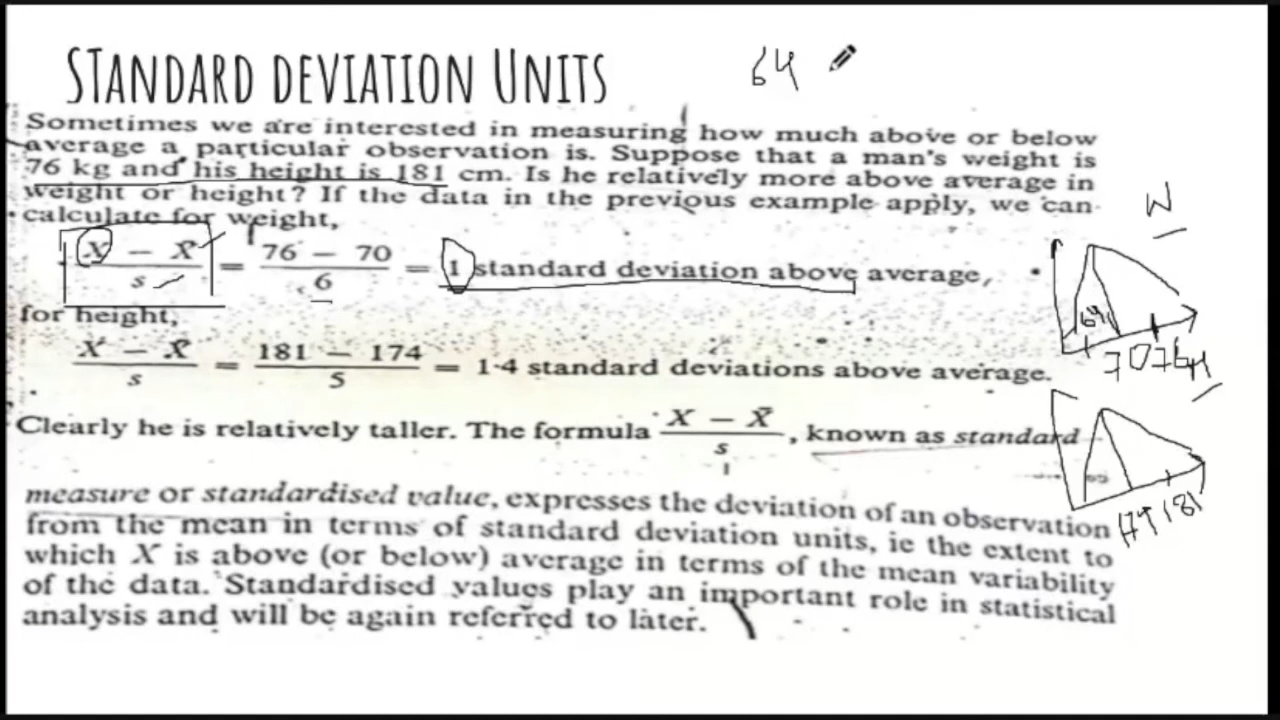 STANDARD DEVIATION UNITS
64
Sometimes we are interested in measuring how much above or below
average a particular observation is. Suppose that a man's weight is
76 kg and his height is 181 cm. Is he relatively more above average in
weight or height? If the data in the previous example apply, we can
calculate for weight,
X − X̄ / s = 76 − 70 / 6 = 1 standard deviation above average,
for height,
X − X̄ / s = 181 − 174 / 5 = 1·4 standard deviations above average.
Clearly he is relatively taller. The formula X − X̄ / s, known as standard
measure or standardised value, expresses the deviation of an observation
from the mean in terms of standard deviation units, ie the extent to
which X is above (or below) average in terms of the mean variability
of the data. Standardised values play an important role in statistical
analysis and will be again referred to later.
W
70 76
174 181